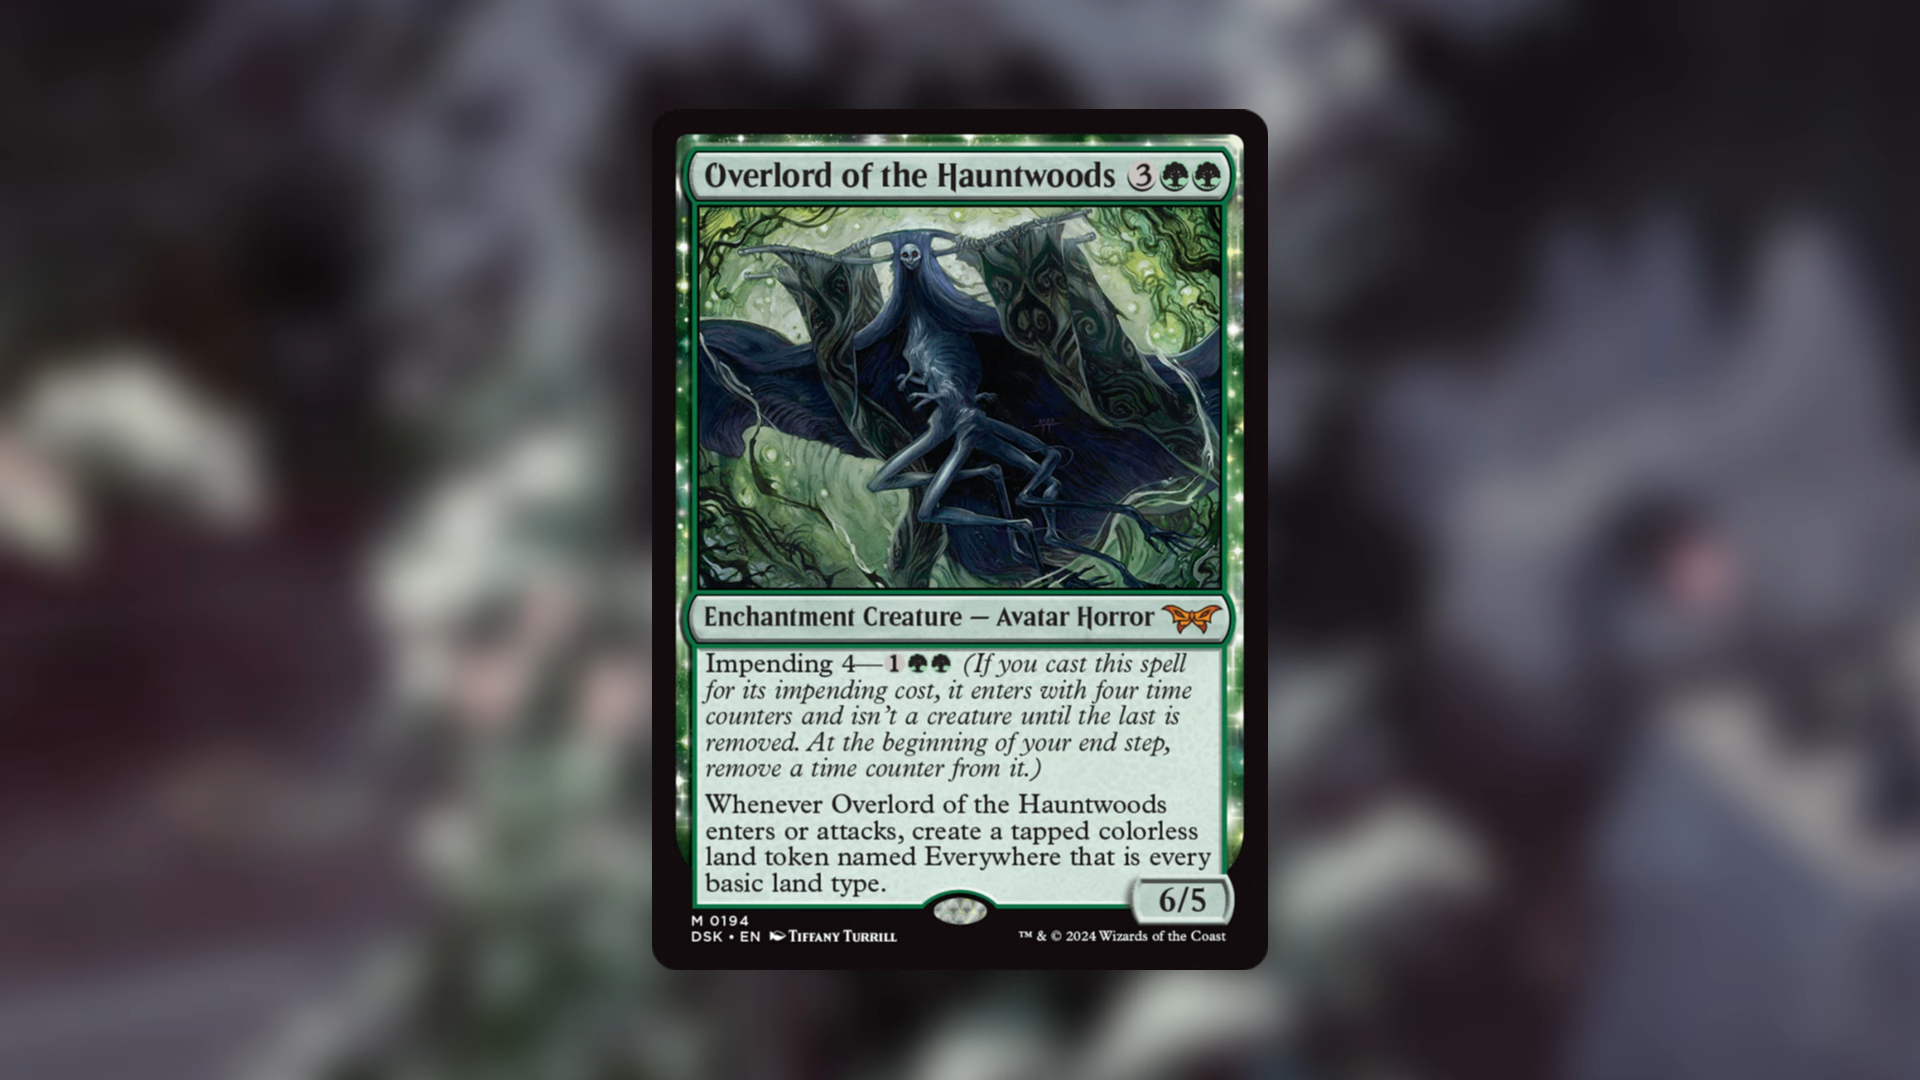 Overlord of the Hauntwoods 3
Enchantment Creature — Avatar Horror
Impending 4—1 (If you cast this spell
for its impending cost, it enters with four time
counters and isn't a creature until the last is
removed. At the beginning of your end step,
remove a time counter from it.)
Whenever Overlord of the Hauntwoods
enters or attacks, create a tapped colorless
land token named Everywhere that is every
basic land type.
6/5
M 0194
DSK • EN TIFFANY TURRILL
™ & © 2024 Wizards of the Coast